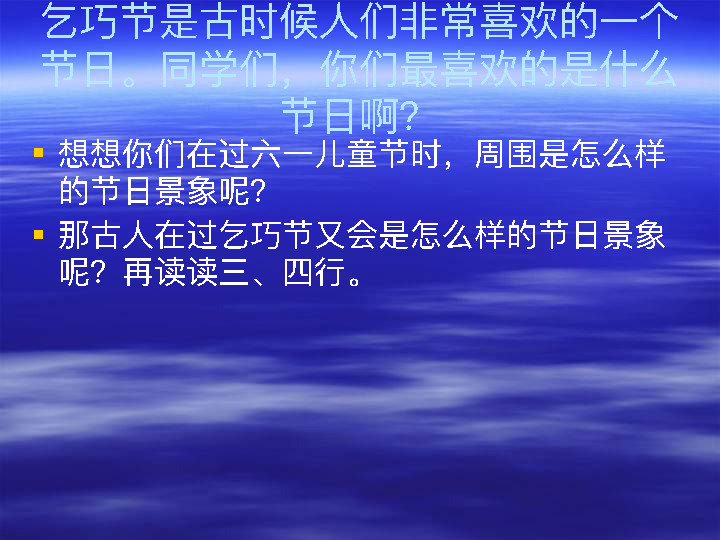 乞巧节是古时候人们非常喜欢的一个
节日。同学们，你们最喜欢的是什么
节日啊?
想想你们在过六一儿童节时，周围是怎么样
的节日景象呢?
那古人在过乞巧节又会是怎么样的节日景象
呢? 再读读三、四行。